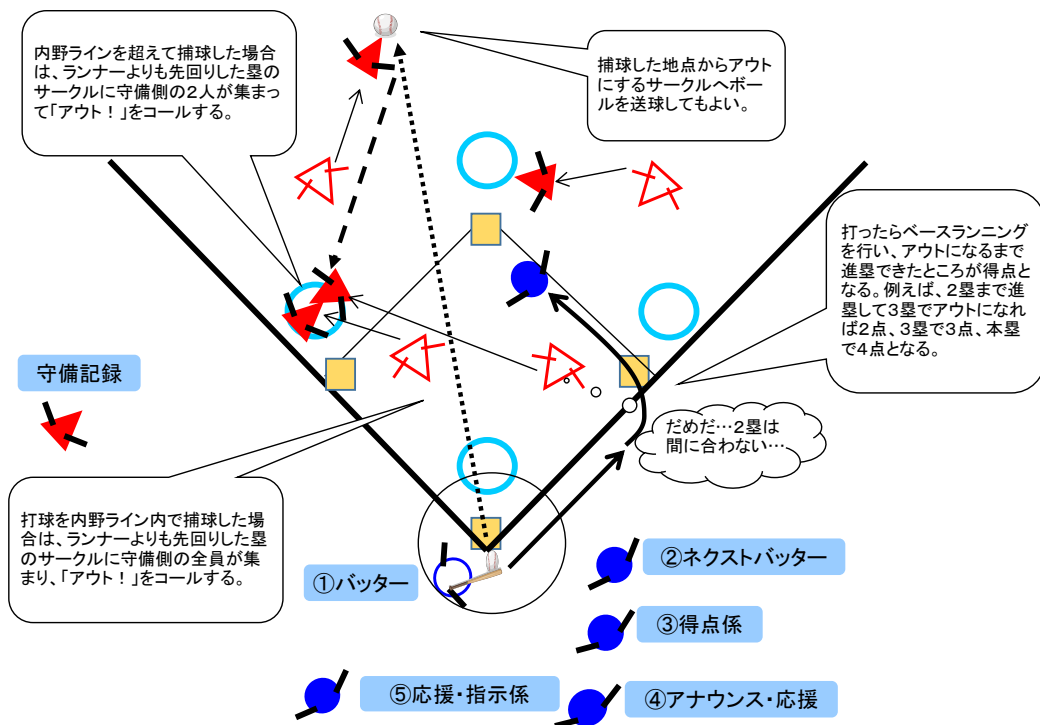 内野ラインを超えて捕球した場合
は、ランナーよりも先回りした塁の
サークルに守備側の２人が集まっ
て「アウト！」をコールする。
捕球した地点からアウト
にするサークルへボー
ルを送球してもよい。
打ったらベースランニング
を行い、アウトになるまで
進塁できたところが得点と
なる。例えば、２塁まで進
塁して３塁でアウトになれ
ば２点、３塁で３点、本塁
で４点となる。
守備記録
だめだ…２塁は
間に合わない…
打球を内野ライン内で捕球した場
合は、ランナーよりも先回りした塁
のサークルに守備側の全員が集
まり、「アウト！」をコールする。
①バッター
②ネクストバッター
③得点係
⑤応援・指示係
④アナウンス・応援